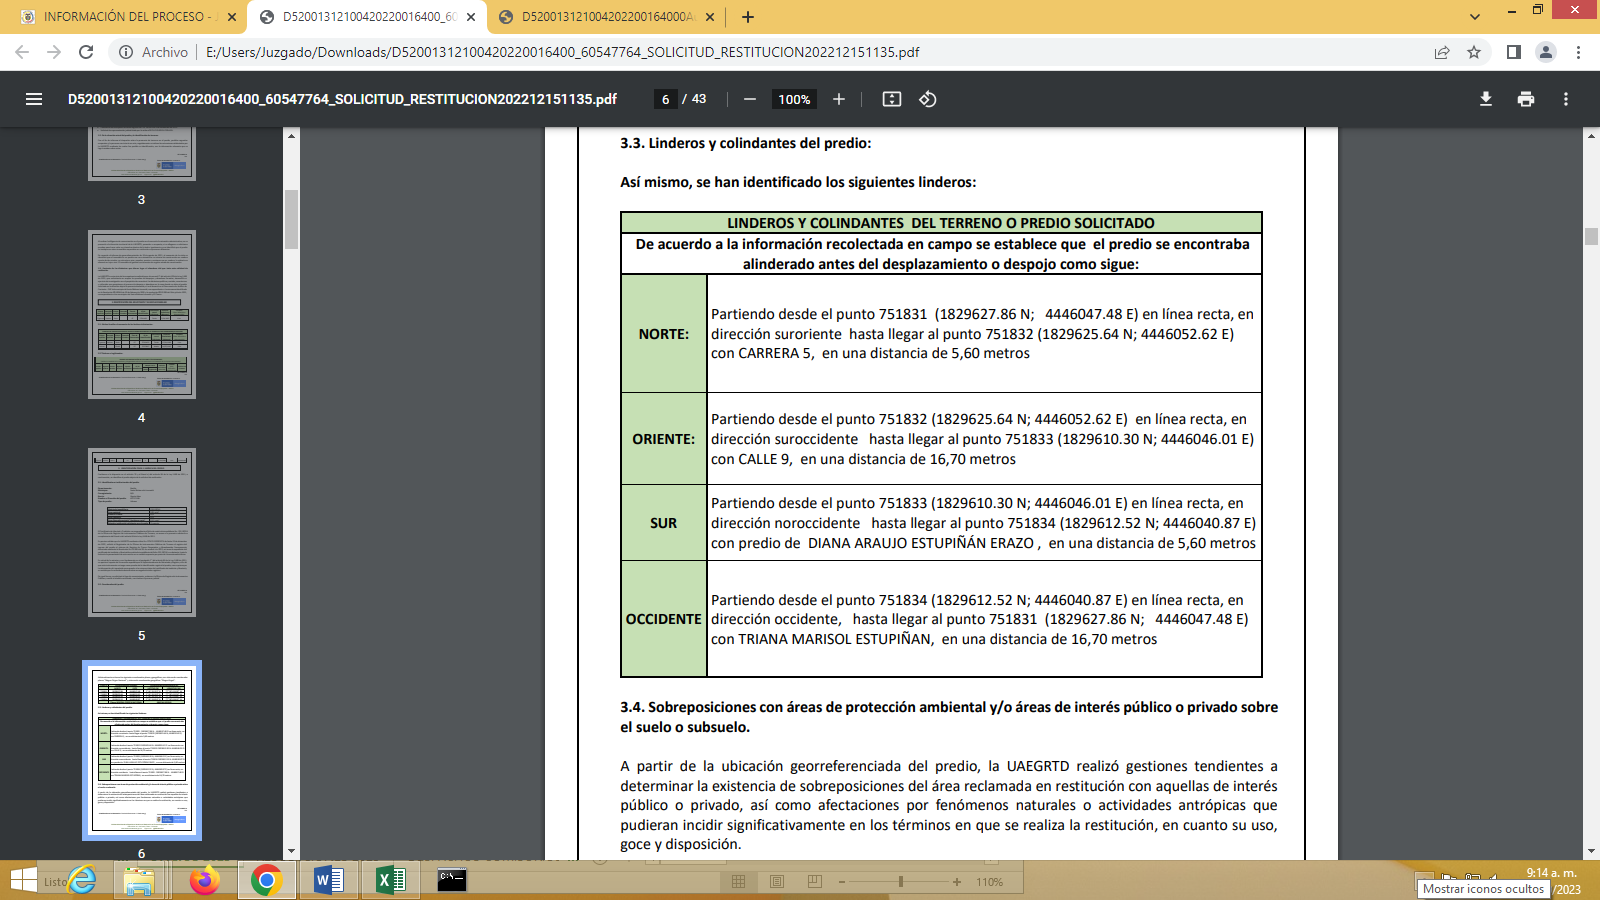 INFORMACIÓN DEL PROCESO -
D52001312100420220016400_60
D520013121004202200164000Au
Archivo
E:/Users/Juzgado/Downloads/D52001312100420220016400_60547764_SOLICITUD_RESTITUCION202212151135.pdf
D52001312100420220016400_60547764_SOLICITUD_RESTITUCION202212151135.pdf
6 / 43
100%
3
4
5
6
3.3. Linderos y colindantes del predio:
Así mismo, se han identificado los siguientes linderos:
LINDEROS Y COLINDANTES DEL TERRENO O PREDIO SOLICITADO
De acuerdo a la información recolectada en campo se establece que el predio se encontraba
alinderado antes del desplazamiento o despojo como sigue:
NORTE:
Partiendo desde el punto 751831 (1829627.86 N; 4446047.48 E) en línea recta, en
dirección suroriente hasta llegar al punto 751832 (1829625.64 N; 4446052.62 E)
con CARRERA 5, en una distancia de 5,60 metros
ORIENTE:
Partiendo desde el punto 751832 (1829625.64 N; 4446052.62 E) en línea recta, en
dirección suroccidente hasta llegar al punto 751833 (1829610.30 N; 4446046.01 E)
con CALLE 9, en una distancia de 16,70 metros
SUR
Partiendo desde el punto 751833 (1829610.30 N; 4446046.01 E) en línea recta, en
dirección noroccidente hasta llegar al punto 751834 (1829612.52 N; 4446040.87 E)
con predio de DIANA ARAUJO ESTUPIÑÁN ERAZO , en una distancia de 5,60 metros
OCCIDENTE
Partiendo desde el punto 751834 (1829612.52 N; 4446040.87 E) en línea recta, en
dirección occidente, hasta llegar al punto 751831 (1829627.86 N; 4446047.48 E)
con TRIANA MARISOL ESTUPIÑAN, en una distancia de 16,70 metros
3.4. Sobreposiciones con áreas de protección ambiental y/o áreas de interés público o privado sobre
el suelo o subsuelo.
A partir de la ubicación georreferenciada del predio, la UAEGRTD realizó gestiones tendientes a
determinar la existencia de sobreposiciones del área reclamada en restitución con aquellas de interés
público o privado, así como afectaciones por fenómenos naturales o actividades antrópicas que
pudieran incidir significativamente en los términos en que se realiza la restitución, en cuanto su uso,
goce y disposición.
Listo
110%
9:14 a. m.
/2023
Mostrar iconos ocultos